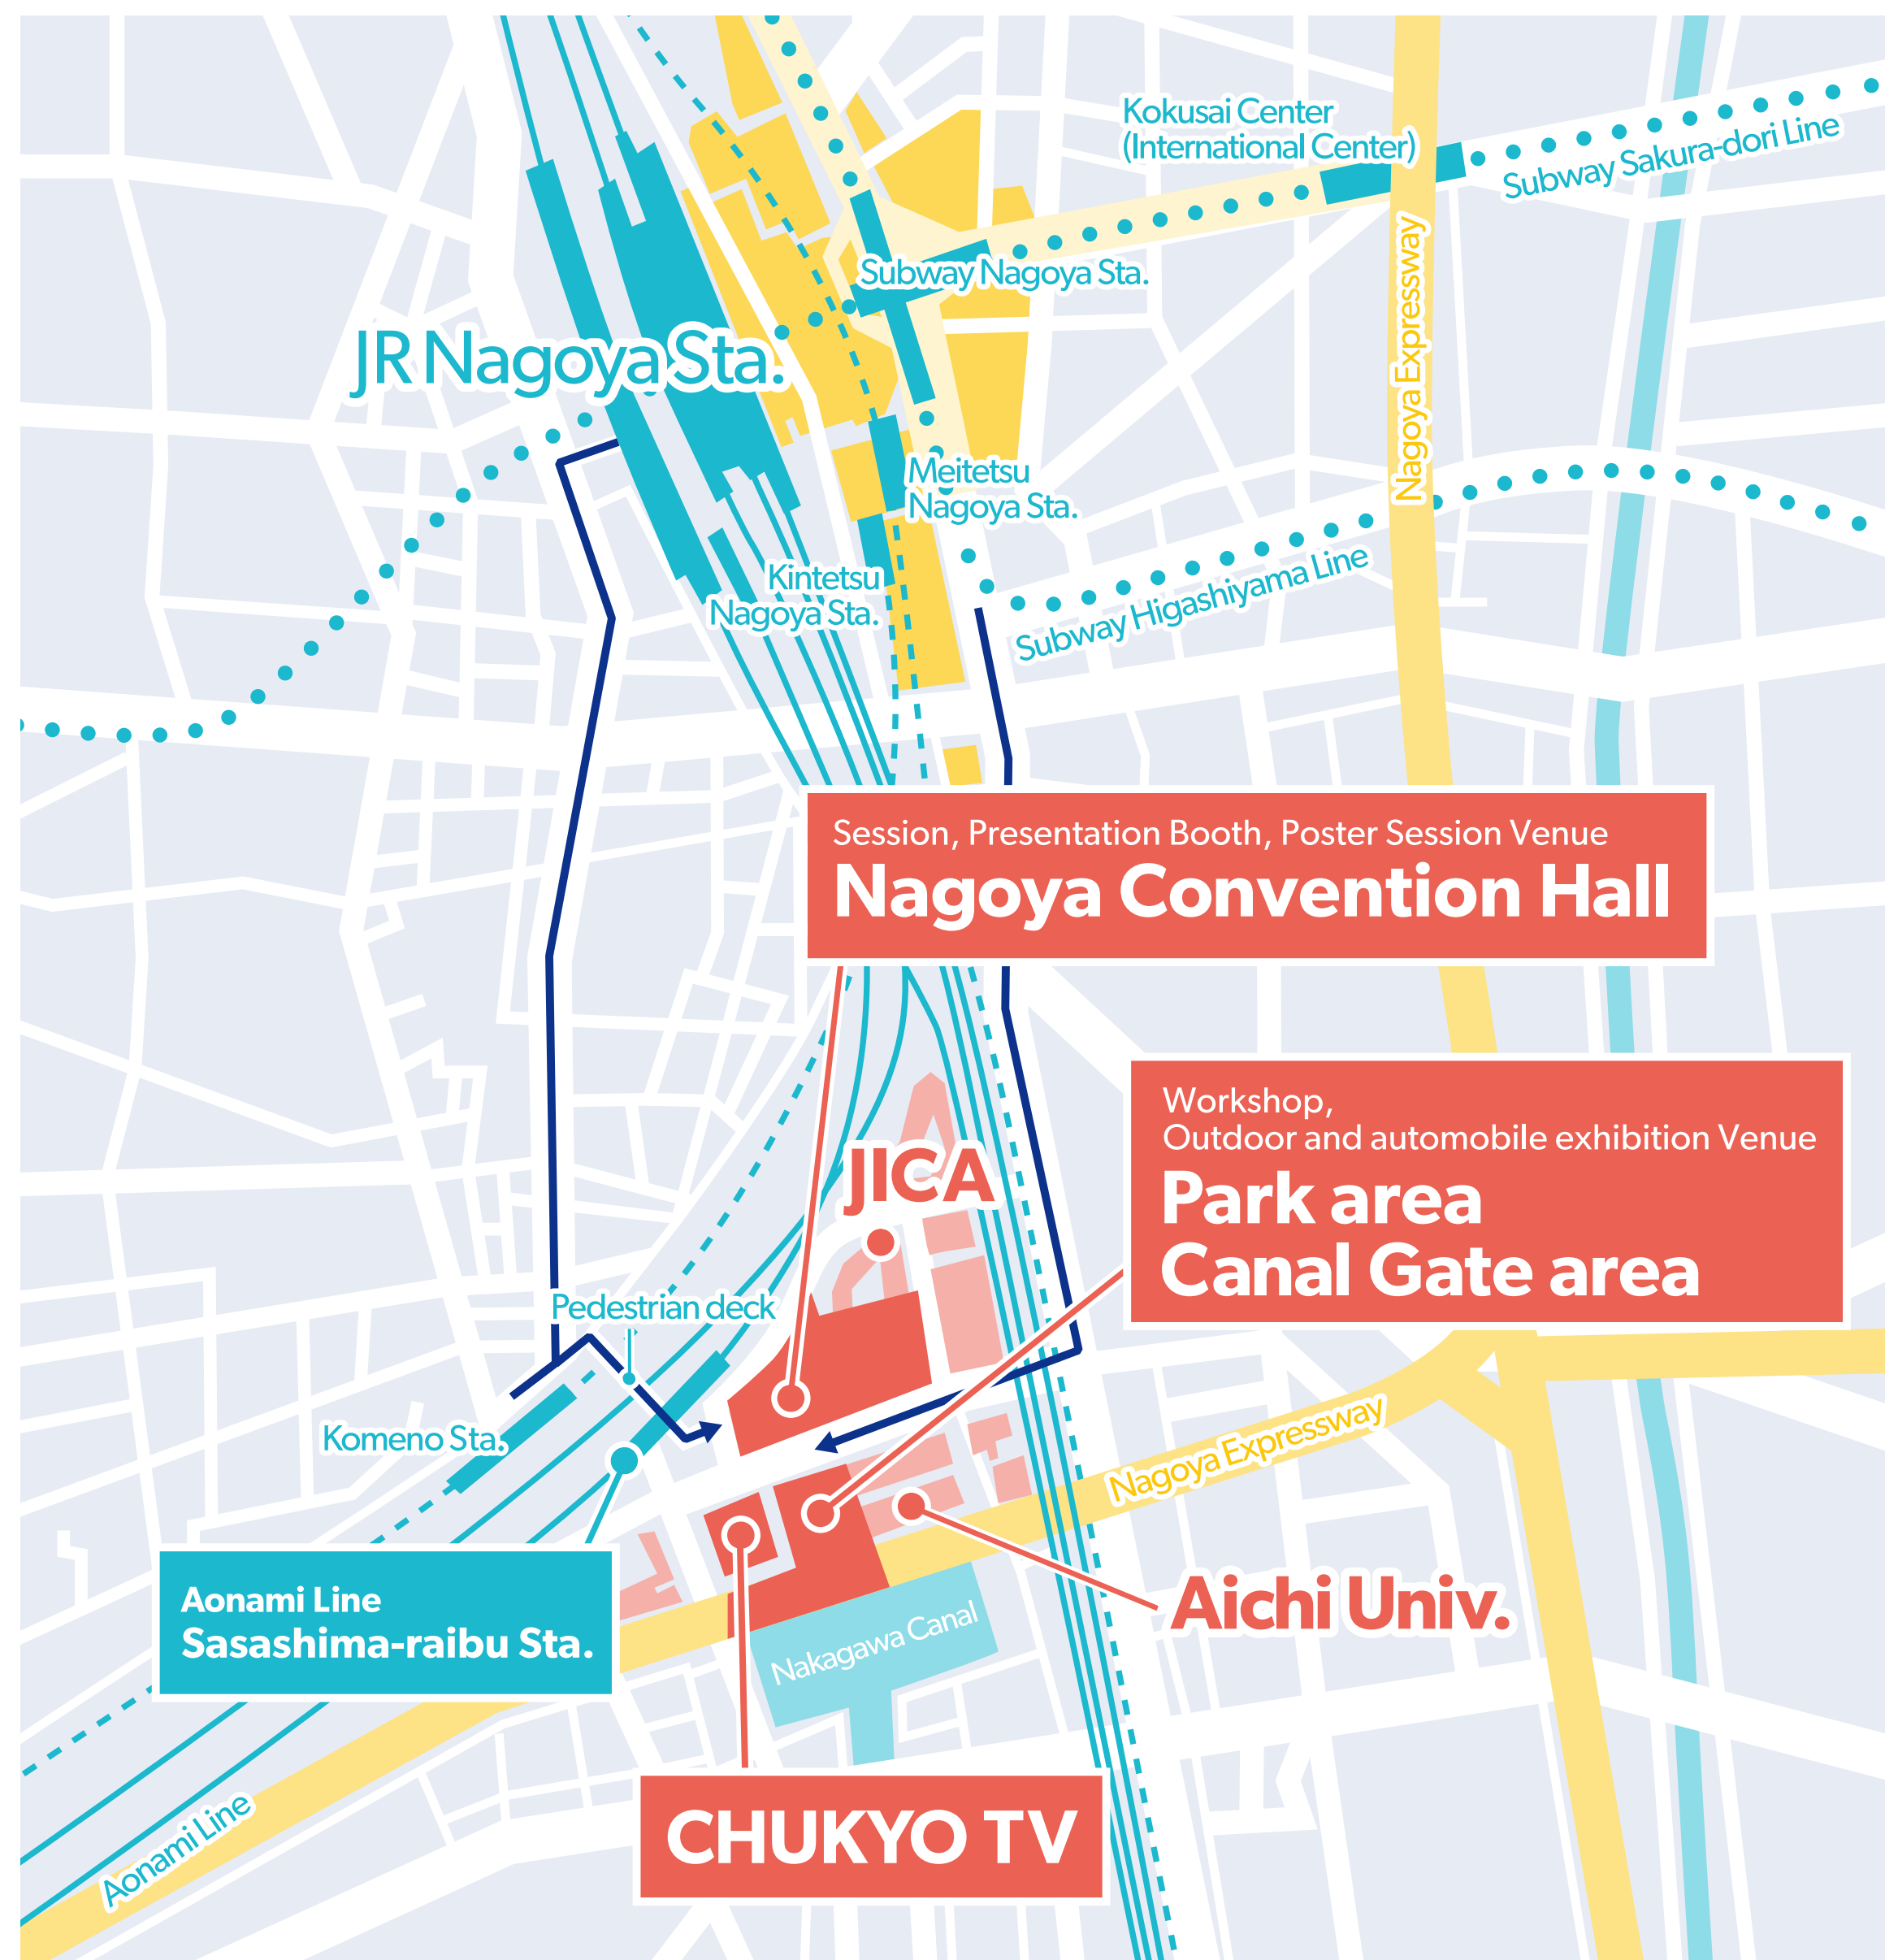 Kokusai Center
(International Center)
Subway Sakura-dori Line
Nagoya Expressway
Subway Nagoya Sta.
JR Nagoya Sta.
Meitetsu
Nagoya Sta.
Kintetsu
Nagoya Sta.
Subway Higashiyama Line
Session, Presentation Booth, Poster Session Venue
Nagoya Convention Hall
Workshop,
Outdoor and automobile exhibition Venue
Park area
Canal Gate area
JICA
Pedestrian deck
Komeno Sta.
Nagoya Expressway
Aonami Line
Sasashima-raibu Sta.
Aichi Univ.
Nakagawa Canal
CHUKYO TV
Aonami Line